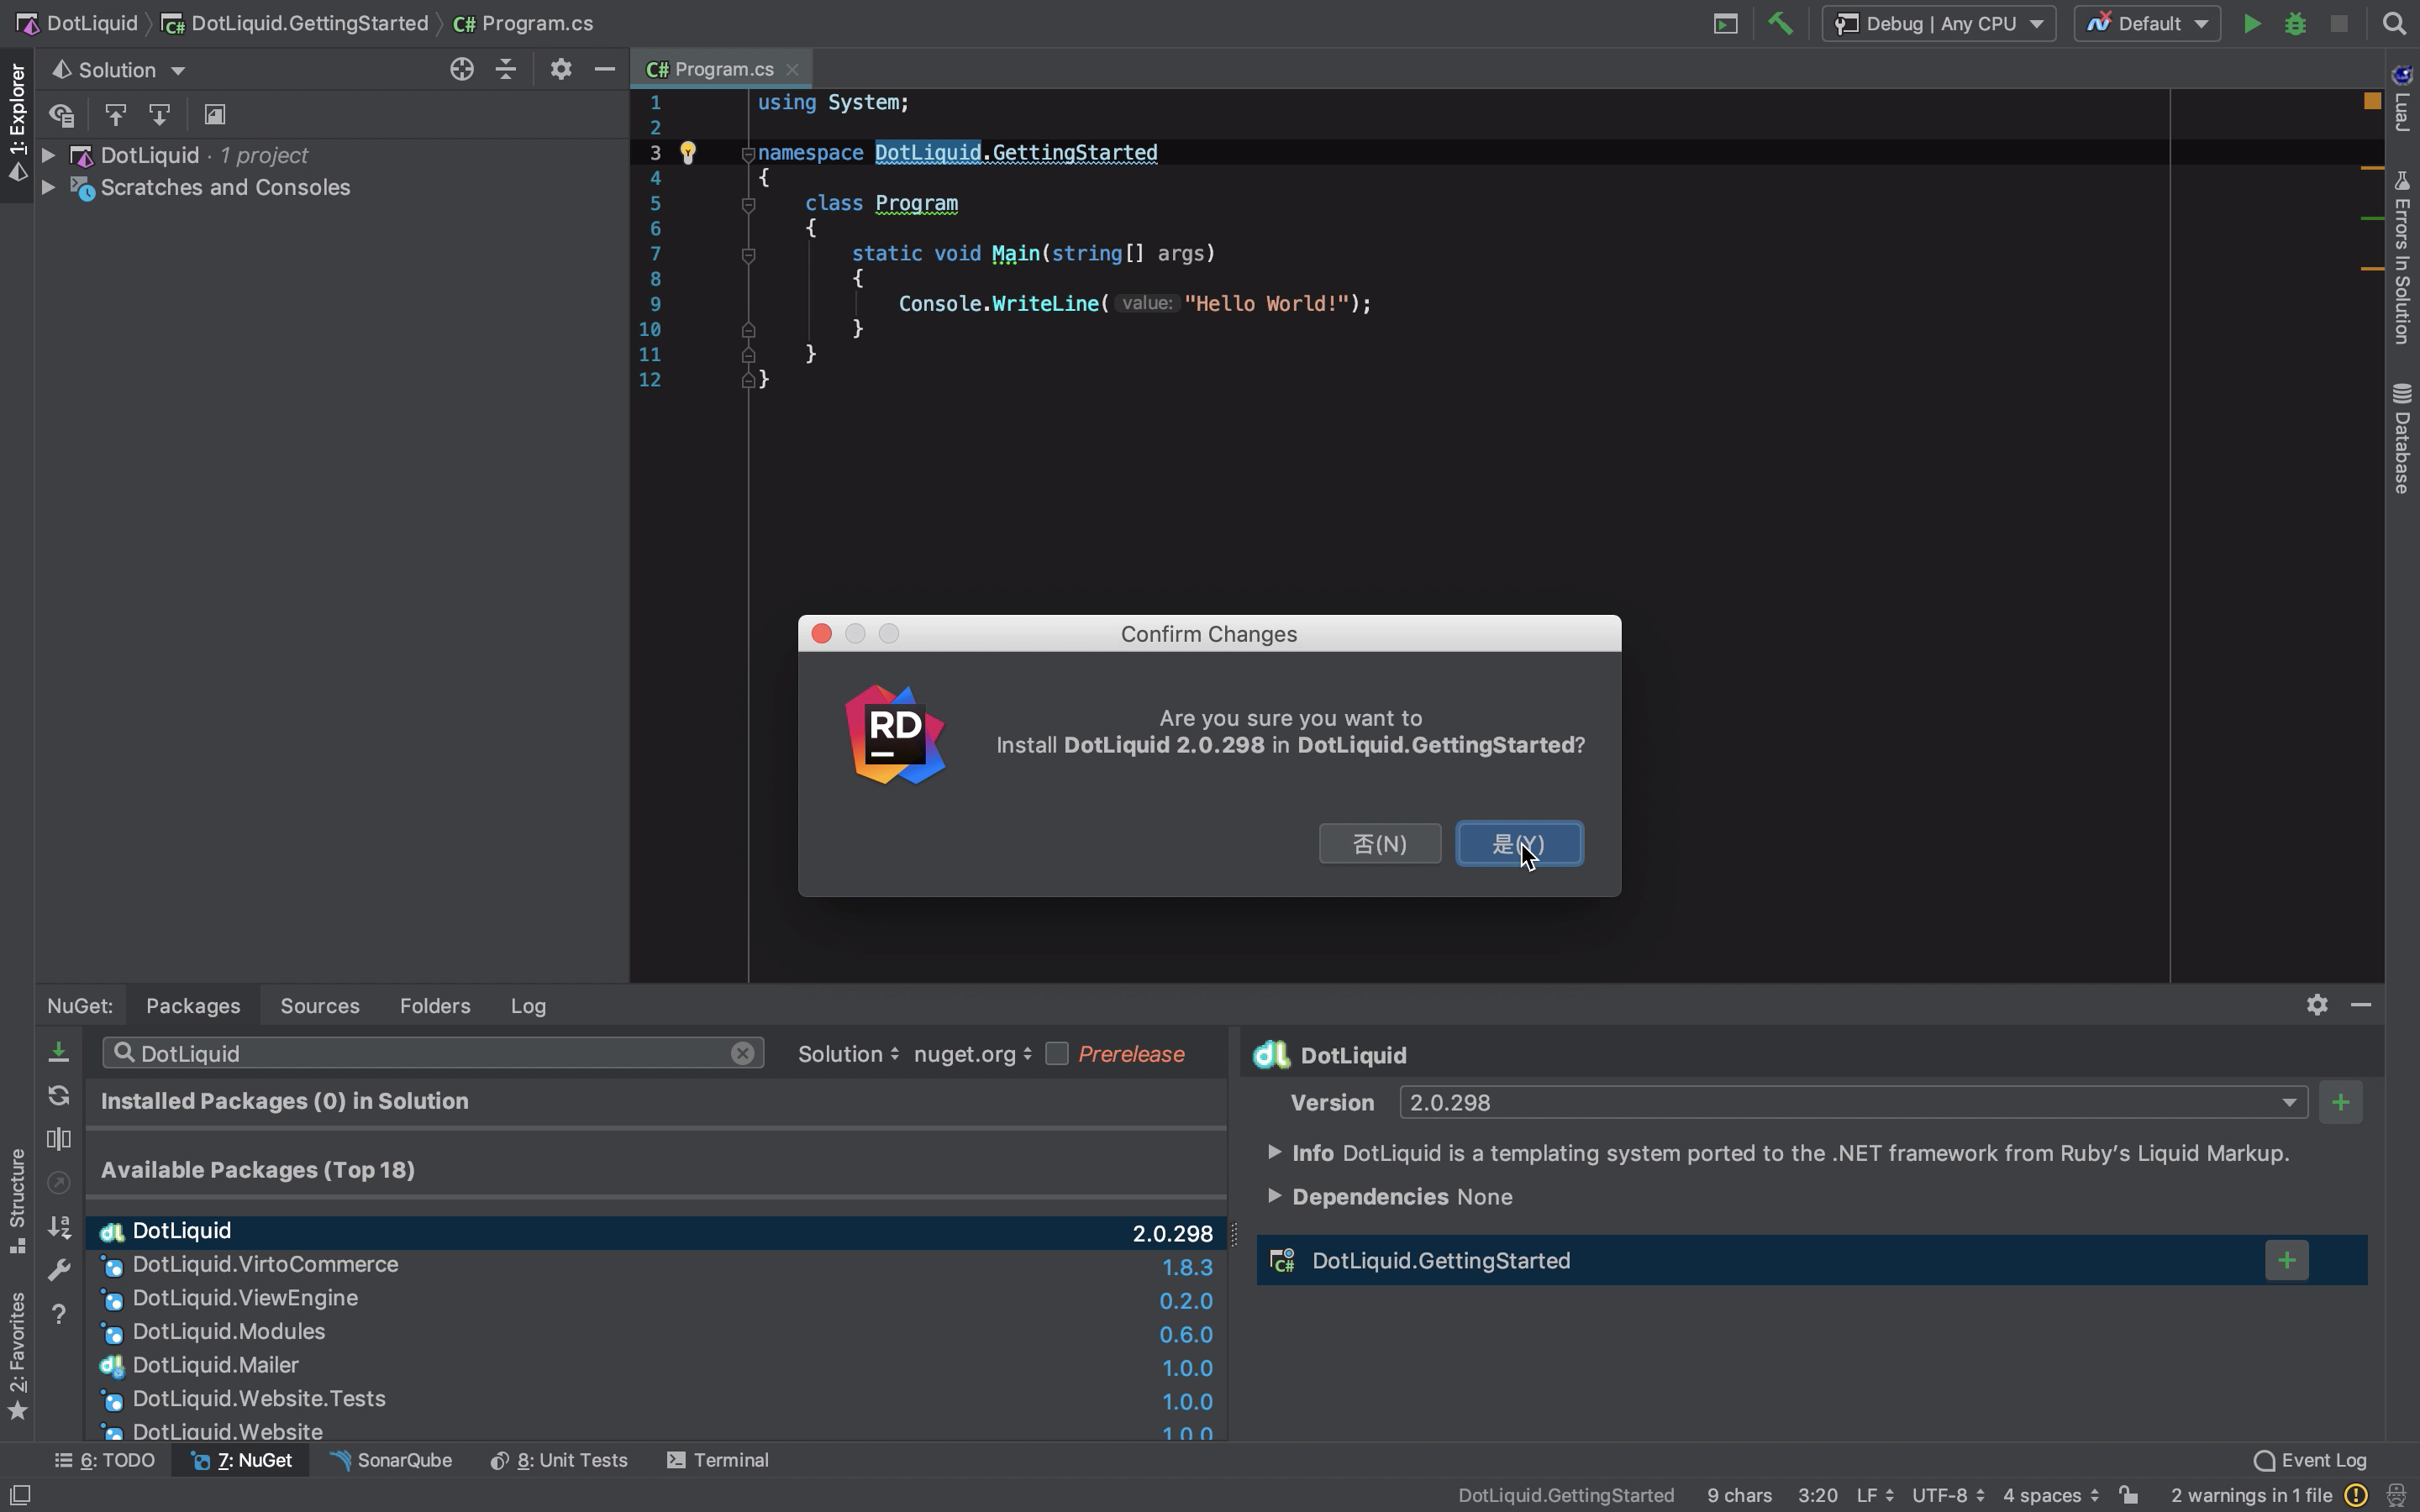 DotLiquid DotLiquid.GettingStarted C# Program.cs
Debug | Any CPU Default
1: Explorer
Solution
DotLiquid · 1 project
Scratches and Consoles
C# Program.cs
1 using System;
2
3 namespace DotLiquid.GettingStarted
4 {
5 class Program
6 {
7 static void Main(string[] args)
8 {
9 Console.WriteLine( value: "Hello World!");
10 }
11 }
12 }
LuaJ
Errors In Solution
Database
Confirm Changes
RD
Are you sure you want to
Install DotLiquid 2.0.298 in DotLiquid.GettingStarted?
否(N) 是(Y)
NuGet: Packages Sources Folders Log
DotLiquid
Solution nuget.org Prerelease
Installed Packages (0) in Solution
Available Packages (Top 18)
DotLiquid 2.0.298
DotLiquid.VirtoCommerce 1.8.3
DotLiquid.ViewEngine 0.2.0
DotLiquid.Modules 0.6.0
DotLiquid.Mailer 1.0.0
DotLiquid.Website.Tests 1.0.0
DotLiquid.Website 1.0.0
dl DotLiquid
Version 2.0.298
Info DotLiquid is a templating system ported to the .NET framework from Ruby's Liquid Markup.
Dependencies None
C# DotLiquid.GettingStarted
Structure
2: Favorites
6: TODO 7: NuGet SonarQube 8: Unit Tests Terminal Event Log
DotLiquid.GettingStarted 9 chars 3:20 LF UTF-8 4 spaces 2 warnings in 1 file